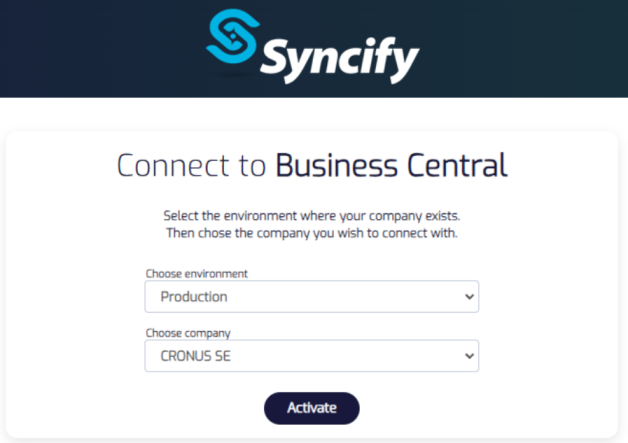 Syncify
Connect to Business Central
Select the environment where your company exists.
Then chose the company you wish to connect with.
Choose environment
Production
Choose company
CRONUS SE
Activate